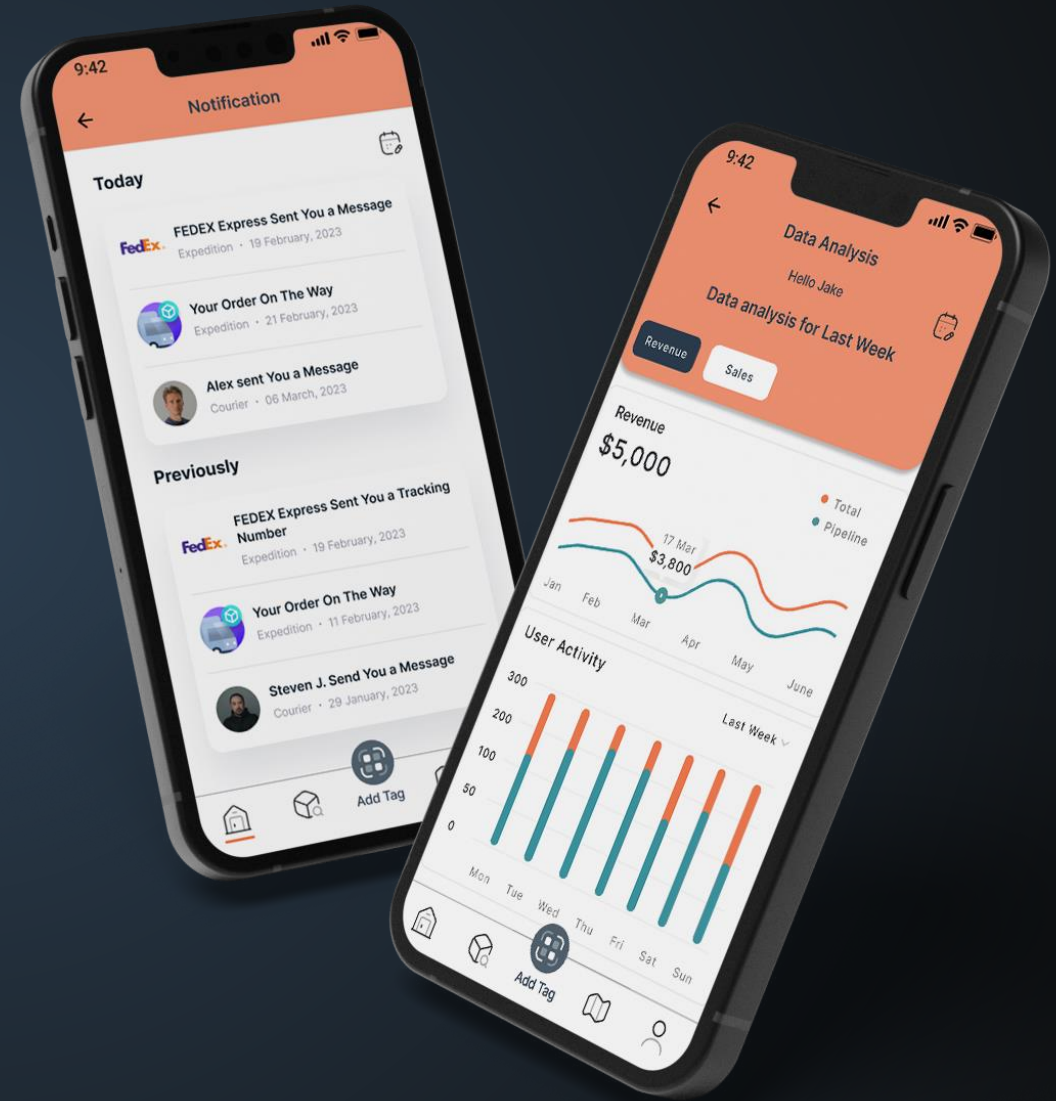 9:42
Notification
Today
FedEx.
FEDEX Express Sent You a Message
Expedition • 19 February, 2023
Your Order On The Way
Expedition • 21 February, 2023
Alex sent You a Message
Courier • 06 March, 2023
Previously
FedEx.
FEDEX Express Sent You a Tracking
Number
Expedition • 19 February, 2023
Your Order On The Way
Expedition • 11 February, 2023
Steven J. Send You a Message
Courier • 29 January, 2023
Add Tag
9:42
Data Analysis
Hello Jake
Data analysis for Last Week
Revenue
Sales
Revenue
$5,000
Total
Pipeline
17 Mar
$3,800
Jan Feb Mar Apr May June
User Activity
Last Week
300
200
100
50
0
Mon Tue Wed Thu Fri Sat Sun
Add Tag